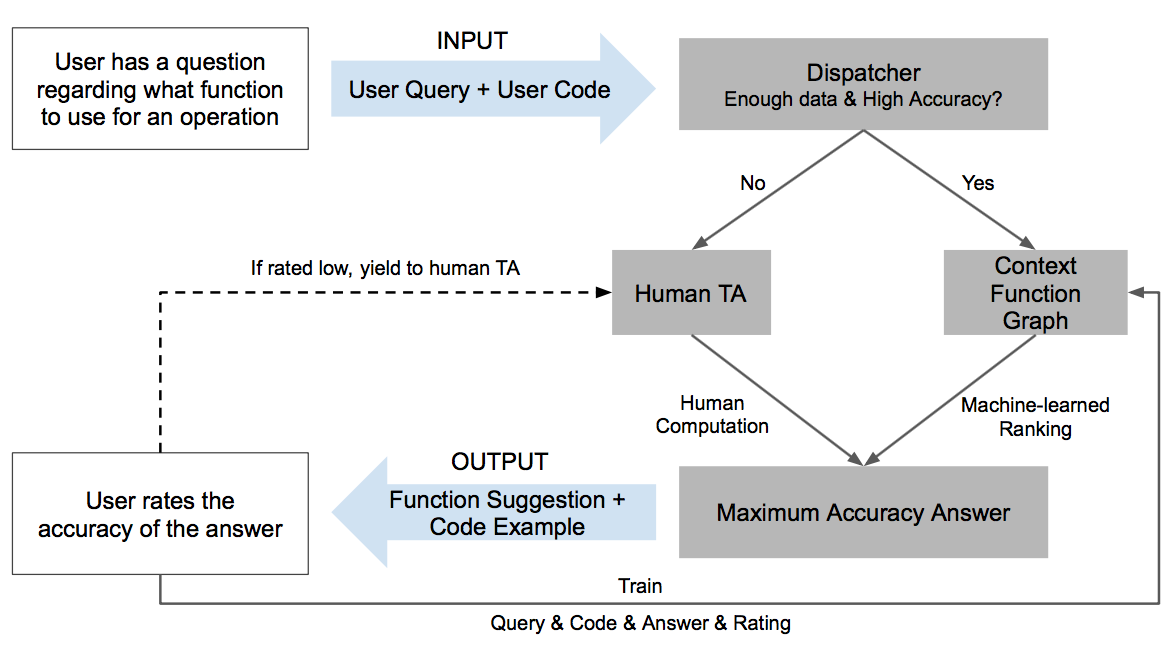 User has a question
regarding what function
to use for an operation
INPUT
User Query + User Code
Dispatcher
Enough data & High Accuracy?
No
Yes
If rated low, yield to human TA
Human TA
Context
Function
Graph
Human
Computation
Machine-learned
Ranking
User rates the
accuracy of the answer
OUTPUT
Function Suggestion +
Code Example
Maximum Accuracy Answer
Train
Query & Code & Answer & Rating